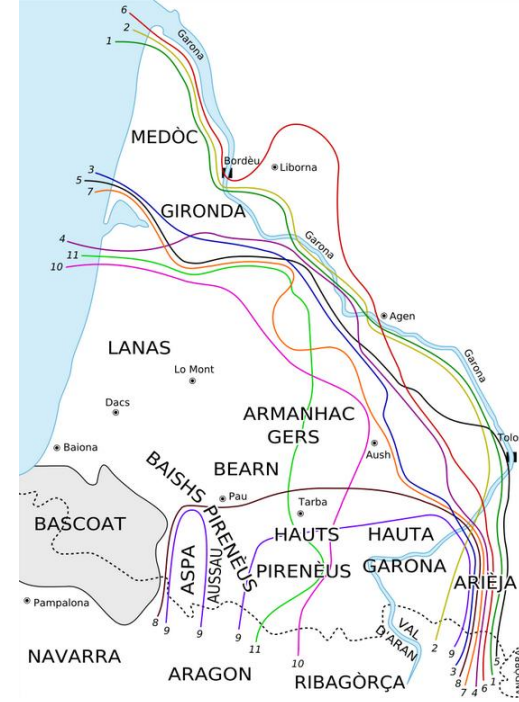 6
2
1
Garona
MEDÒC
Bordèu
Liborna
3
5
7
GIRONDA
4
11
10
Garona
Agen
LANAS
Lo Mont
Garona
Dacs
ARMANHAC
GERS
Tolo
Baiona
Aush
BEARN
BAISHS PIRENÈUS
Pau
Tarba
BASCOAT
HAUTS
PIRENÈUS
HAUTA
GARONA
ASPA
AUSSAU
ARIÈJA
Pampalona
8
9
9
9
11
VAL
D'ARAN
2
NAVARRA
ARAGON
10
RIBAGÒRÇA
9
3
8
7
4
6
1
5
ANDÒRRA